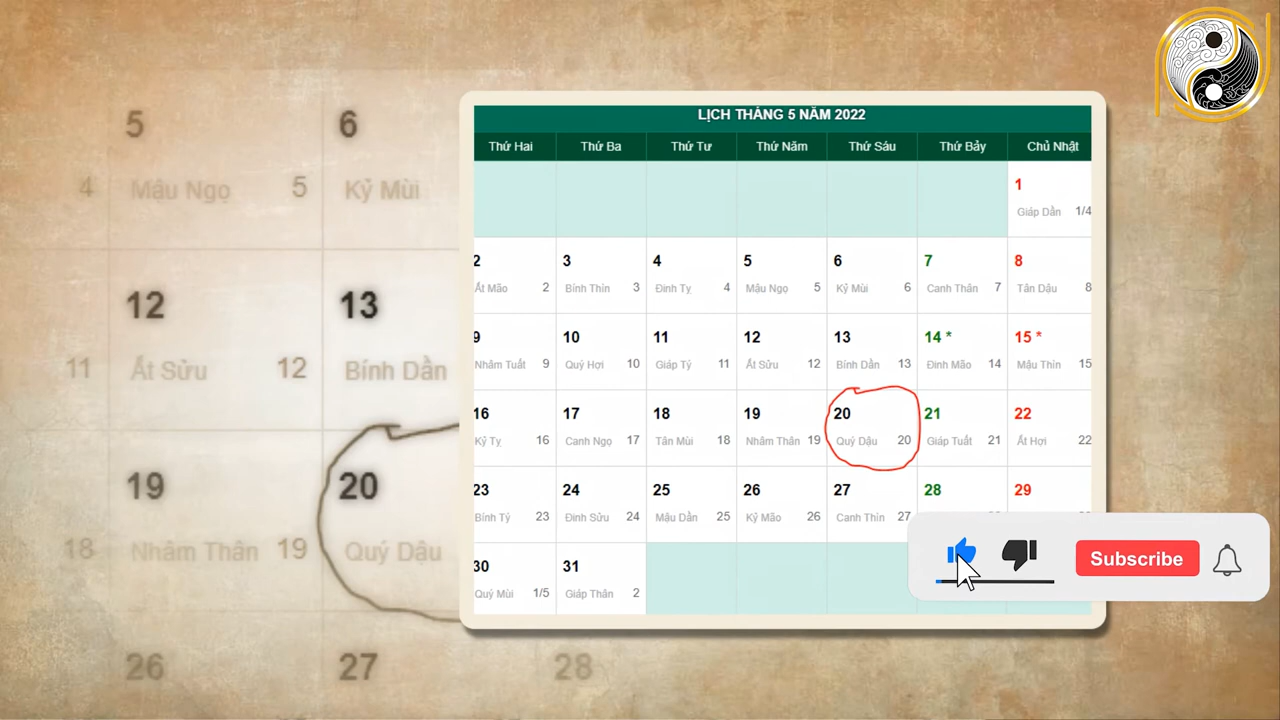 5
6
4
Mậu Ngọ
5
Kỷ Mùi
12
13
11
Ất Sửu
12
Bính Dần
19
20
18
Nhâm Thân
19
Quý Dậu
26
27
28
LỊCH THÁNG 5 NĂM 2022
Thứ Hai Thứ Ba Thứ Tư Thứ Năm Thứ Sáu Thứ Bảy Chủ Nhật
1
Giáp Dần 1/4
2 3 4 5 6 7 8
Ất Mão 2 Bính Thìn 3 Đinh Tỵ 4 Mậu Ngọ 5 Kỷ Mùi 6 Canh Thân 7 Tân Dậu 8
9 10 11 12 13 14 * 15 *
Nhâm Tuất 9 Quý Hợi 10 Giáp Tý 11 Ất Sửu 12 Bính Dần 13 Đinh Mão 14 Mậu Thìn 15
16 17 18 19 20 21 22
Kỷ Tỵ 16 Canh Ngọ 17 Tân Mùi 18 Nhâm Thân 19 Quý Dậu 20 Giáp Tuất 21 Ất Hợi 22
23 24 25 26 27 28 29
Bính Tý 23 Đinh Sửu 24 Mậu Dần 25 Kỷ Mão 26 Canh Thìn 27
30 31
Quý Mùi 1/5 Giáp Thân 2
Subscribe